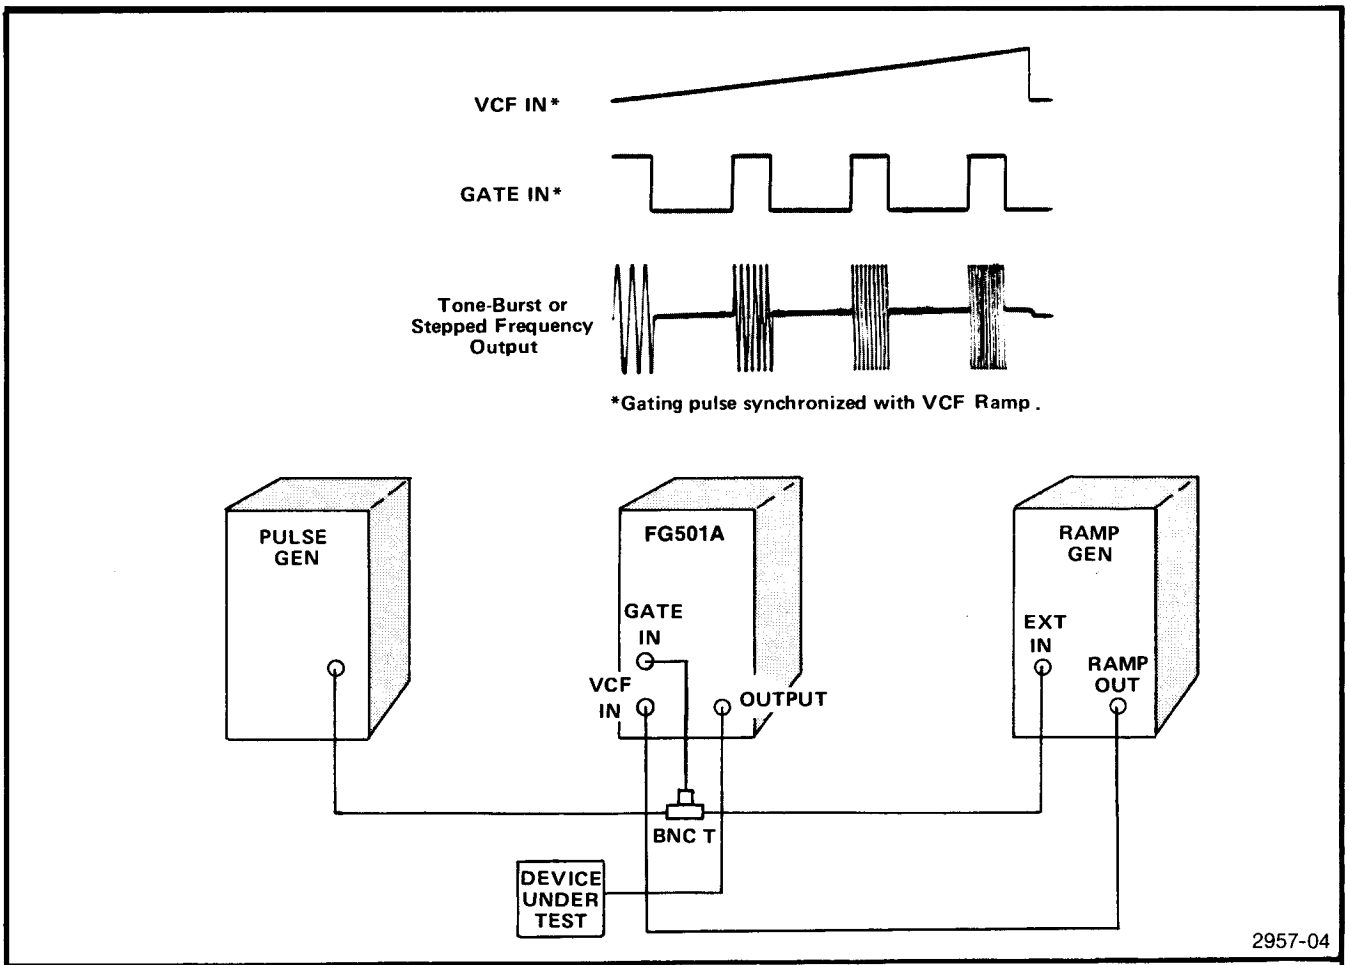 VCF IN*
GATE IN*
Tone-Burst or
Stepped Frequency
Output
*Gating pulse synchronized with VCF Ramp .
PULSE
GEN
FG501A
GATE
IN
VCF
IN
OUTPUT
RAMP
GEN
EXT
IN
RAMP
OUT
BNC T
DEVICE
UNDER
TEST
2957-04